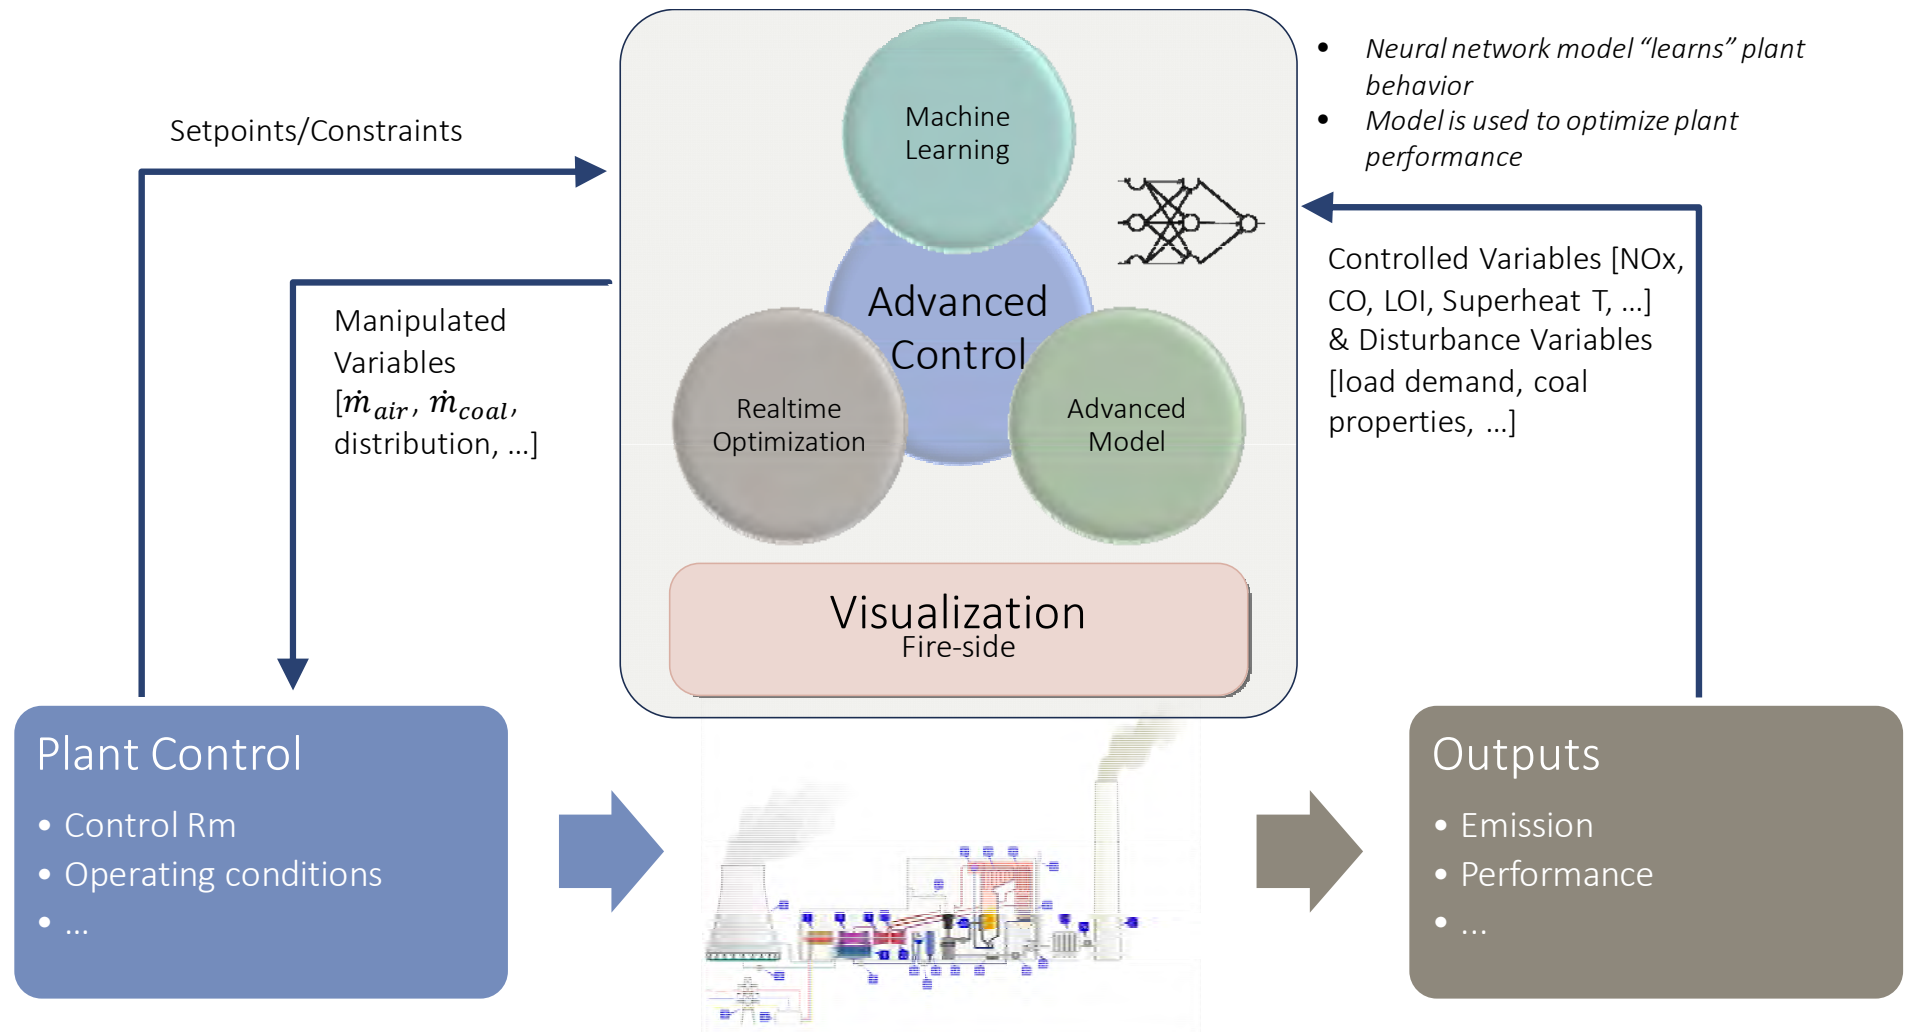 Setpoints/Constraints
Manipulated
Variables
[ṁ_air, ṁ_coal,
distribution, ...]
Machine
Learning
Advanced
Control
Realtime
Optimization
Advanced
Model
Visualization
Fire-side
• Neural network model “learns” plant
behavior
• Model is used to optimize plant
performance
Controlled Variables [NOx,
CO, LOI, Superheat T, ...]
& Disturbance Variables
[load demand, coal
properties, ...]
Plant Control
• Control Rm
• Operating conditions
• ...
Outputs
• Emission
• Performance
• ...